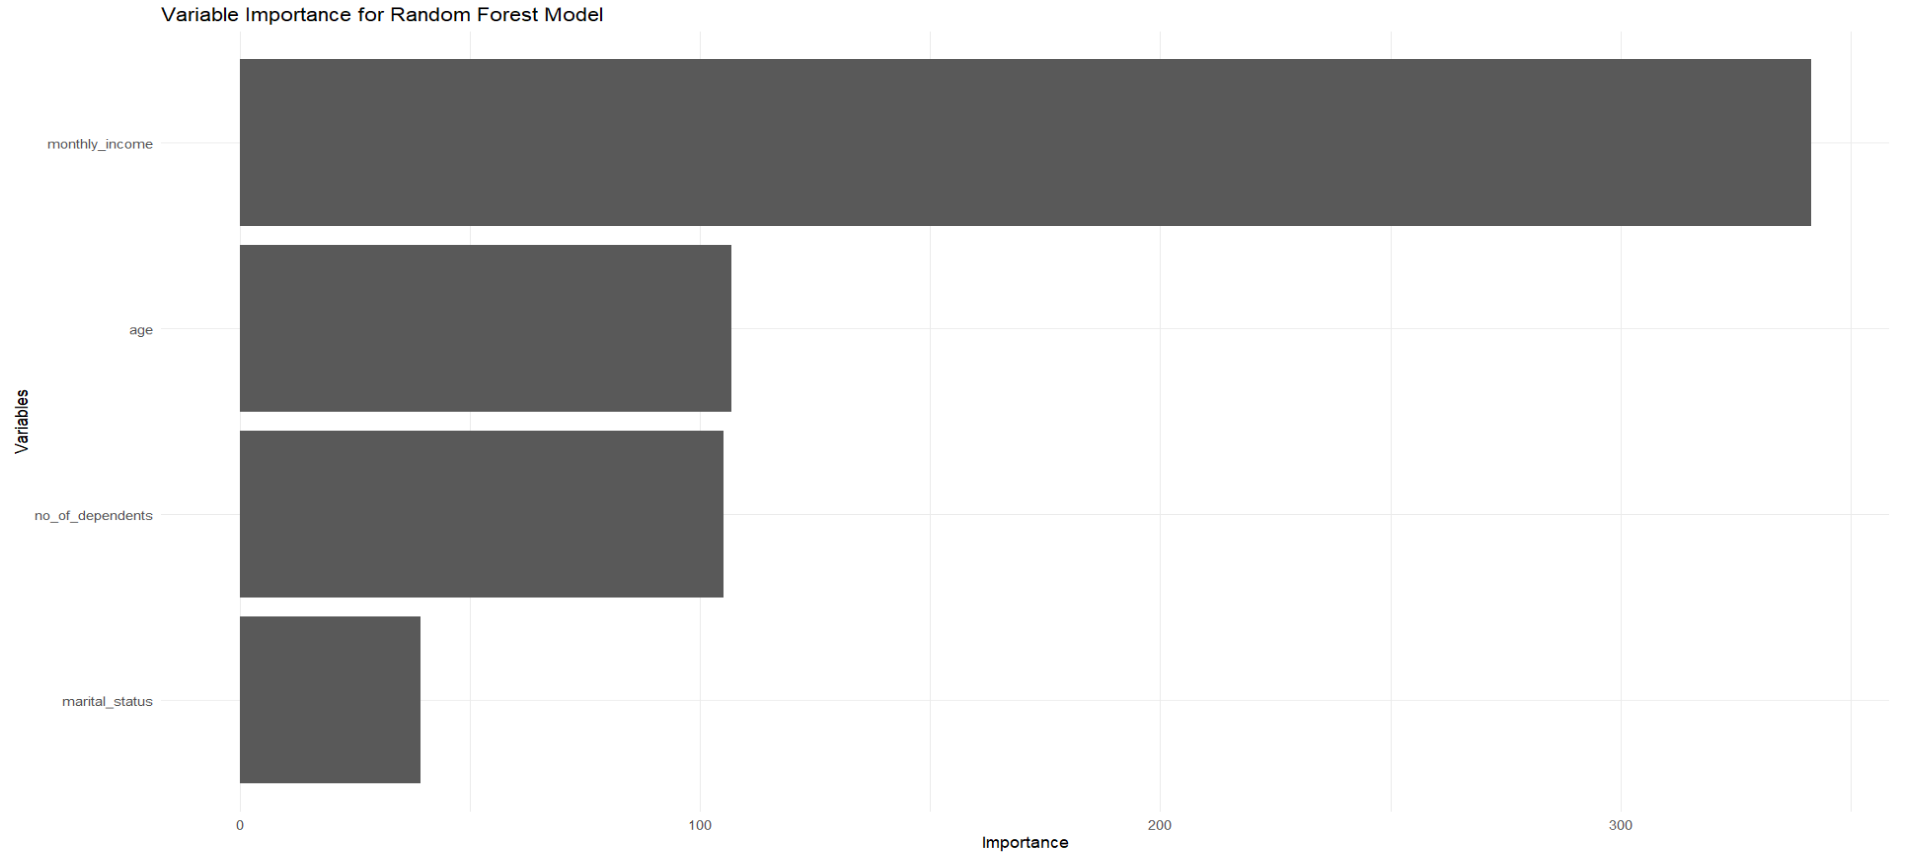 Variable Importance for Random Forest Model
monthly_income
age
no_of_dependents
marital_status
Variables
0 100 200 300
Importance